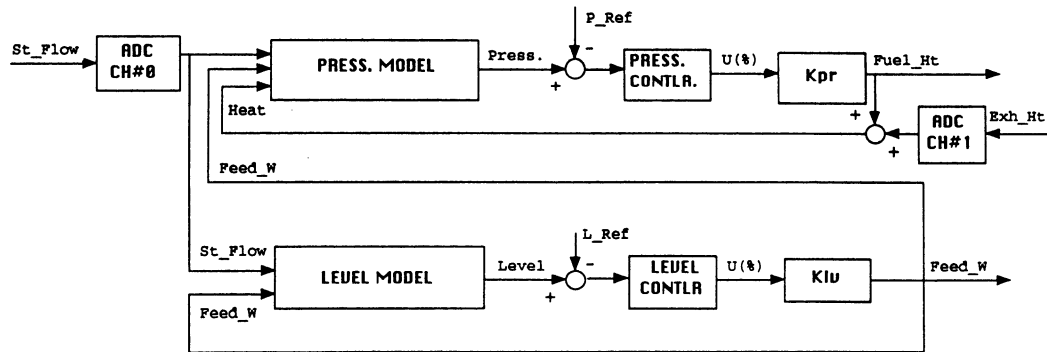 P_Ref
St_Flow
ADC
CH#0
PRESS. MODEL
Press.
-
+
PRESS.
CONTLR.
U(%)
Kpr
Fuel_Ht
Heat
+
+
ADC
CH#1
Exh_Ht
Feed_W
L_Ref
St_Flow
LEVEL MODEL
Level
-
+
LEVEL
CONTLR
U(%)
Klv
Feed_W
Feed_W